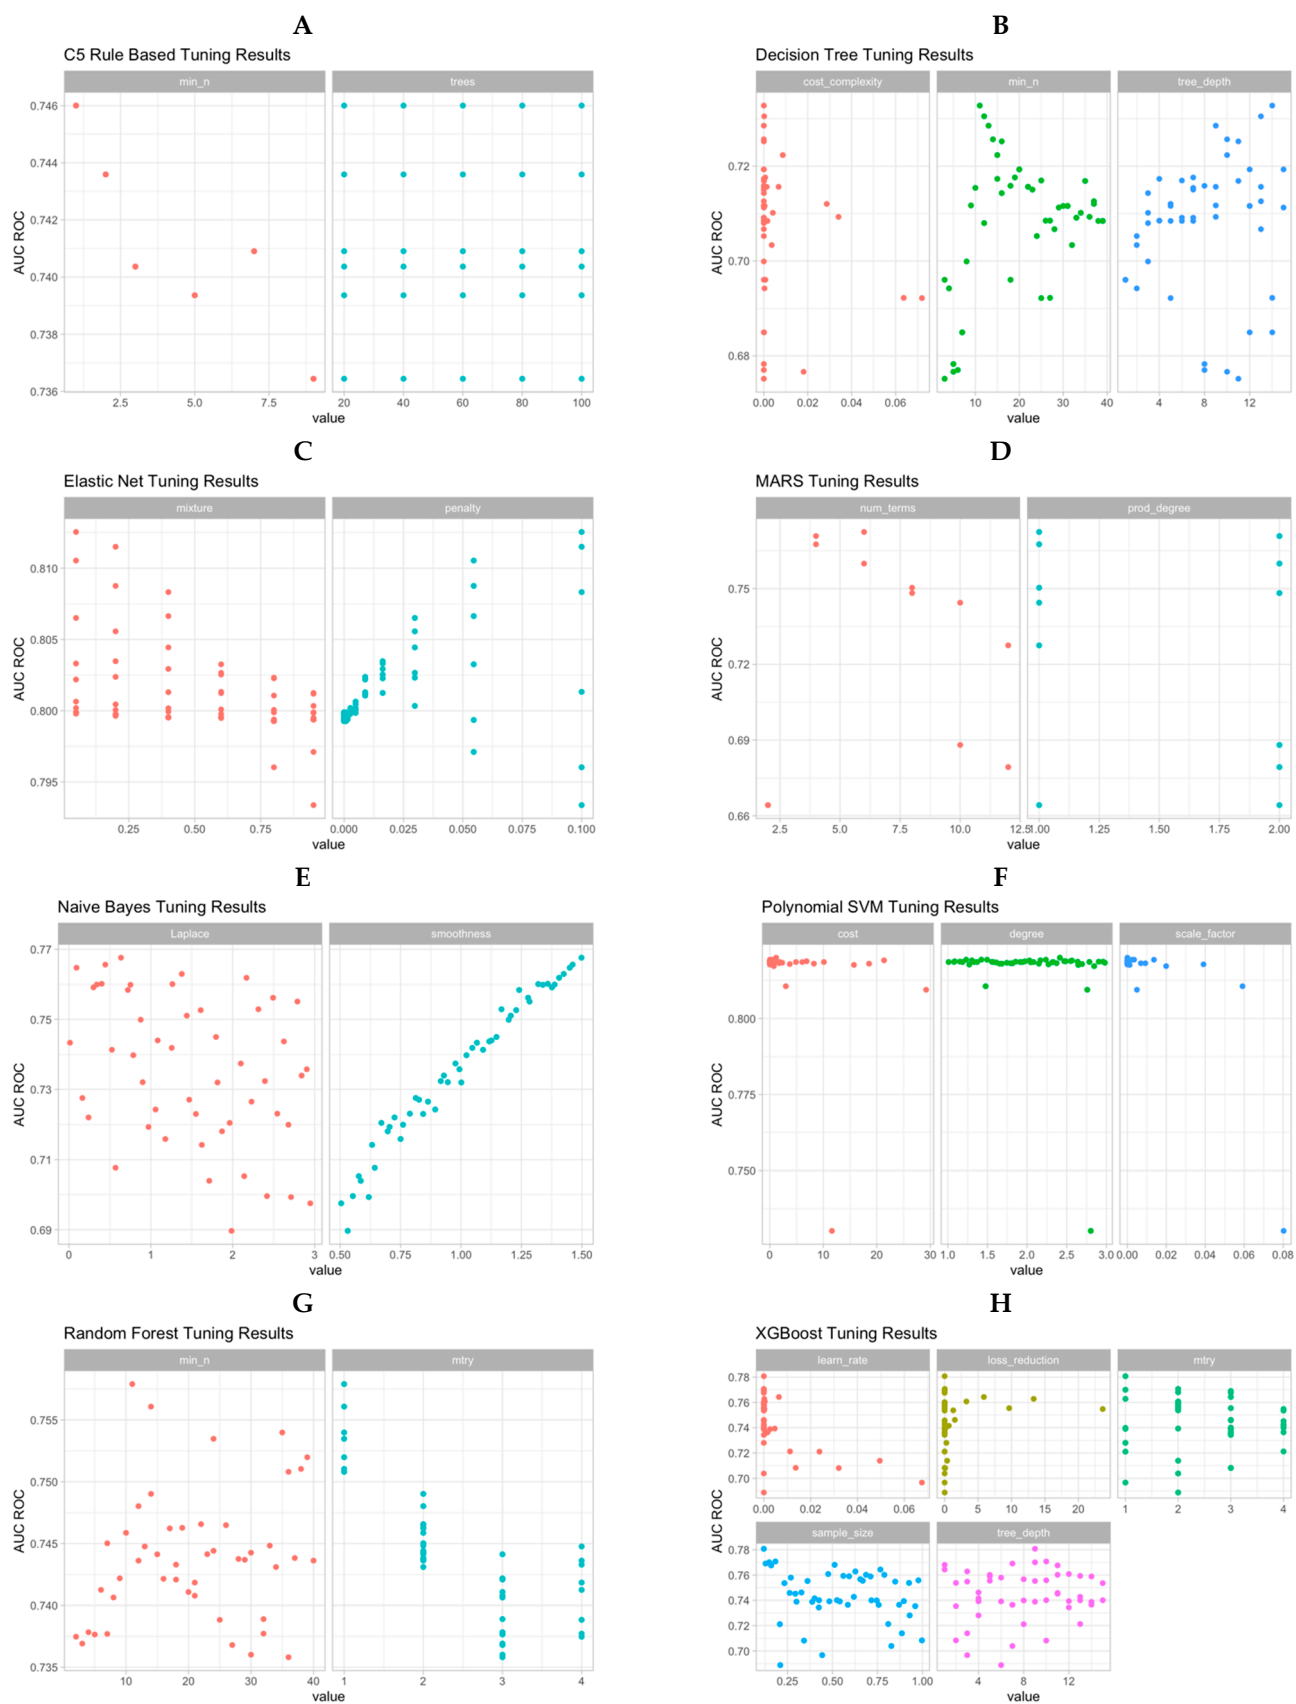 A
C5 Rule Based Tuning Results
min_n trees
0.746
0.744
0.742
0.740
0.738
0.736
AUC ROC
2.5 5.0 7.5 20 40 60 80 100
value
B
Decision Tree Tuning Results
cost_complexity min_n tree_depth
0.72
0.70
0.68
AUC ROC
0.00 0.02 0.04 0.06 10 20 30 40 4 8 12
value
C
Elastic Net Tuning Results
mixture penalty
0.810
0.805
0.800
0.795
AUC ROC
0.25 0.50 0.75 0.000 0.025 0.050 0.075 0.100
value
D
MARS Tuning Results
num_terms prod_degree
0.75
0.72
0.69
0.66
AUC ROC
2.5 5.0 7.5 10.0 12.5 1.00 1.25 1.50 1.75 2.00
value
E
Naive Bayes Tuning Results
Laplace smoothness
0.77
0.75
0.73
0.71
0.69
AUC ROC
0 1 2 3 0.50 0.75 1.00 1.25 1.50
value
F
Polynomial SVM Tuning Results
cost degree scale_factor
0.800
0.775
0.750
AUC ROC
0 10 20 30 1.0 1.5 2.0 2.5 3.0 0.00 0.02 0.04 0.06 0.08
value
G
Random Forest Tuning Results
min_n mtry
0.755
0.750
0.745
0.740
0.735
AUC ROC
10 20 30 40 1 2 3 4
value
H
XGBoost Tuning Results
learn_rate loss_reduction mtry
0.78
0.76
0.74
0.72
0.70
0.00 0.02 0.04 0.06 0 5 10 15 20 1 2 3 4
AUC ROC
sample_size tree_depth
0.78
0.76
0.74
0.72
0.70
0.25 0.50 0.75 1.00 4 8 12
value